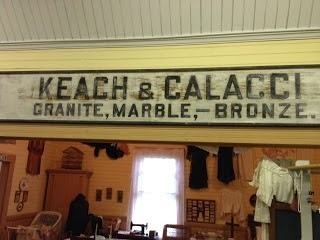 KEACH & CALACCI
GRANITE, MARBLE,-BRONZE.